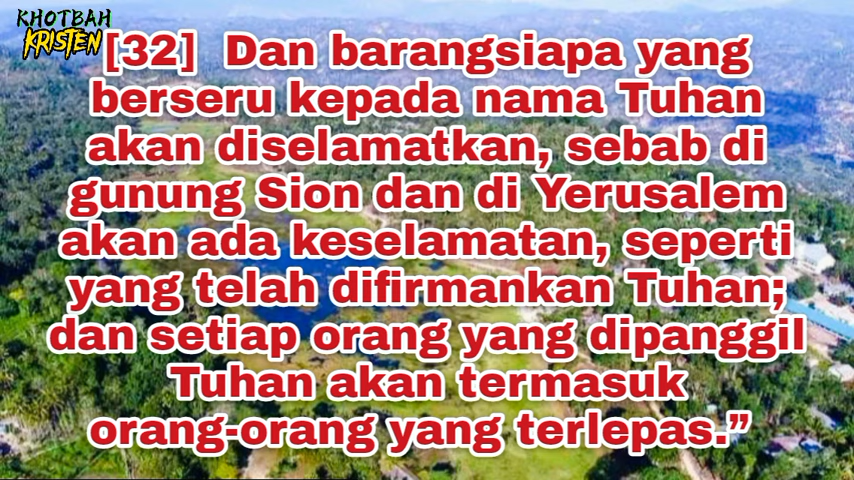 KHOTBAH
KRISTEN
[32] Dan barangsiapa yang
berseru kepada nama Tuhan
akan diselamatkan, sebab di
gunung Sion dan di Yerusalem
akan ada keselamatan, seperti
yang telah difirmankan Tuhan;
dan setiap orang yang dipanggil
Tuhan akan termasuk
orang-orang yang terlepas.”